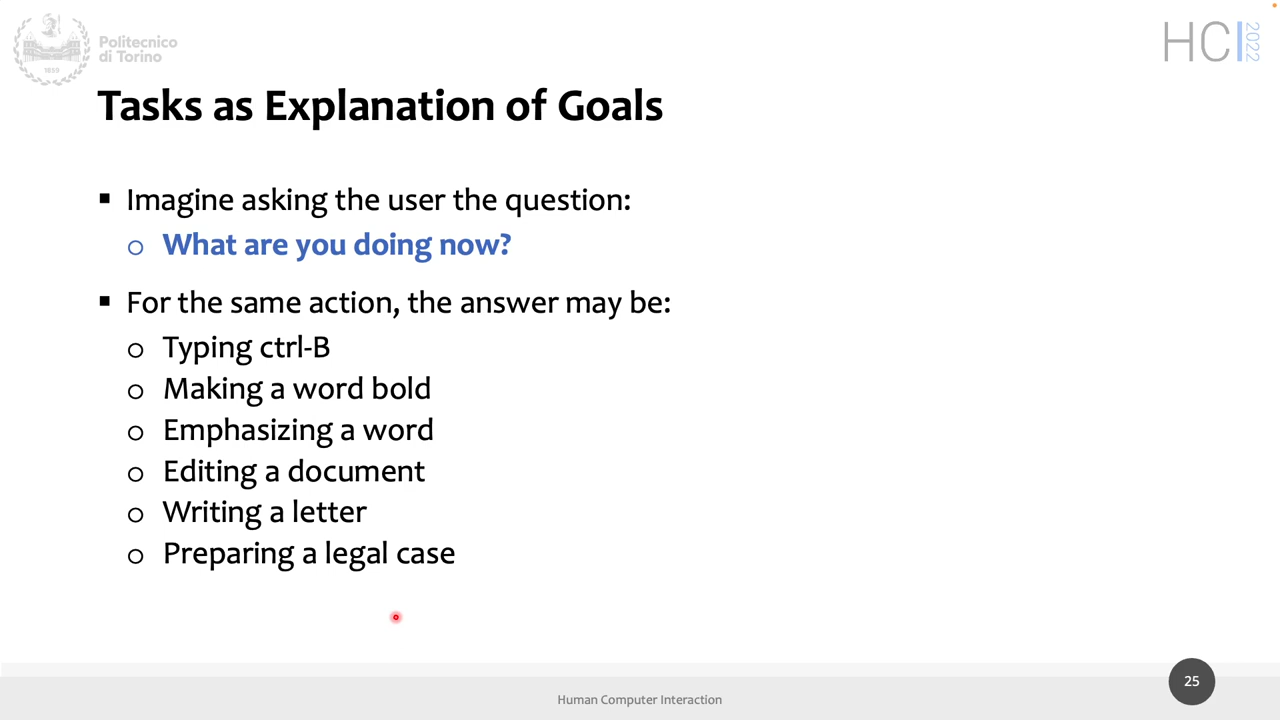 Politecnico
di Torino
1859
HCI 2022
Tasks as Explanation of Goals
▪ Imagine asking the user the question:
o What are you doing now?
▪ For the same action, the answer may be:
o Typing ctrl-B
o Making a word bold
o Emphasizing a word
o Editing a document
o Writing a letter
o Preparing a legal case
Human Computer Interaction
25